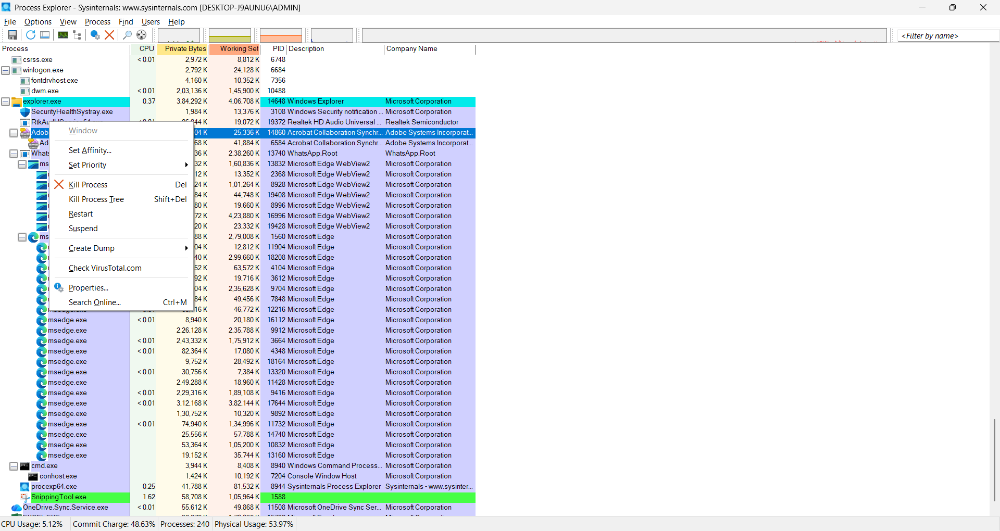 Process Explorer - Sysinternals: www.sysinternals.com [DESKTOP-J9AUNU6\ADMIN]
File Options View Process Find Users Help
<Filter by name>
Process CPU Private Bytes Working Set PID Description Company Name
csrss.exe < 0.01 2,972 K 8,812 K 6748
winlogon.exe 2,792 K 24,128 K 6684
fontdrvhost.exe 4,160 K 10,352 K 7356
dwm.exe < 0.01 2,03,136 K 1,45,900 K 10488
explorer.exe 0.37 3,84,292 K 4,06,708 K 14648 Windows Explorer Microsoft Corporation
SecurityHealthSystray.exe 1,984 K 13,376 K 3108 Windows Security notification ... Microsoft Corporation
19,072 K 19372 Realtek HD Audio Universal ... Realtek Semiconductor
Adob 04 K 25,336 K 14860 Acrobat Collaboration Synchr... Adobe Systems Incorporat...
Ad 68 K 41,884 K 6584 Acrobat Collaboration Synchr... Adobe Systems Incorporat...
Whats 36 K 2,38,260 K 13740 WhatsApp.Root WhatsApp.Root
ms 32 K 1,60,836 K 13832 Microsoft Edge WebView2 Microsoft Corporation
12 K 13,352 K 2368 Microsoft Edge WebView2 Microsoft Corporation
24 K 1,01,264 K 8928 Microsoft Edge WebView2 Microsoft Corporation
84 K 44,748 K 19408 Microsoft Edge WebView2 Microsoft Corporation
80 K 19,660 K 8996 Microsoft Edge WebView2 Microsoft Corporation
72 K 4,23,880 K 16996 Microsoft Edge WebView2 Microsoft Corporation
20 K 23,332 K 19428 Microsoft Edge WebView2 Microsoft Corporation
ms 88 K 2,79,008 K 1560 Microsoft Edge Microsoft Corporation
04 K 12,812 K 11904 Microsoft Edge Microsoft Corporation
40 K 2,99,660 K 18208 Microsoft Edge Microsoft Corporation
52 K 63,572 K 4104 Microsoft Edge Microsoft Corporation
92 K 19,716 K 3612 Microsoft Edge Microsoft Corporation
04 K 2,35,628 K 9704 Microsoft Edge Microsoft Corporation
84 K 49,456 K 7848 Microsoft Edge Microsoft Corporation
16 K 46,772 K 12216 Microsoft Edge Microsoft Corporation
msedge.exe < 0.01 8,940 K 20,180 K 16112 Microsoft Edge Microsoft Corporation
msedge.exe 2,26,128 K 2,35,788 K 9912 Microsoft Edge Microsoft Corporation
msedge.exe < 0.01 2,43,332 K 1,75,912 K 3664 Microsoft Edge Microsoft Corporation
msedge.exe < 0.01 82,364 K 17,080 K 4348 Microsoft Edge Microsoft Corporation
msedge.exe 9,752 K 28,492 K 18164 Microsoft Edge Microsoft Corporation
msedge.exe < 0.01 30,756 K 7,384 K 13320 Microsoft Edge Microsoft Corporation
msedge.exe 2,49,288 K 18,960 K 11428 Microsoft Edge Microsoft Corporation
msedge.exe < 0.01 2,29,316 K 1,89,108 K 9416 Microsoft Edge Microsoft Corporation
msedge.exe < 0.01 3,12,168 K 3,82,144 K 17644 Microsoft Edge Microsoft Corporation
msedge.exe 1,30,752 K 10,320 K 9892 Microsoft Edge Microsoft Corporation
msedge.exe < 0.01 74,940 K 1,34,996 K 11732 Microsoft Edge Microsoft Corporation
msedge.exe 25,556 K 57,788 K 14740 Microsoft Edge Microsoft Corporation
msedge.exe 53,364 K 1,05,200 K 10832 Microsoft Edge Microsoft Corporation
msedge.exe 19,152 K 35,744 K 13160 Microsoft Edge Microsoft Corporation
cmd.exe 3,944 K 8,408 K 8940 Windows Command Process... Microsoft Corporation
conhost.exe 1,424 K 10,192 K 7204 Console Window Host Microsoft Corporation
procexp64.exe 0.25 41,788 K 81,532 K 8944 Sysinternals Process Explorer Sysinternals - www.sysinter...
SnippingTool.exe 1.62 58,708 K 1,05,964 K 1588
OneDrive.Sync.Service.exe < 0.01 55,612 K 49,868 K 11508 Microsoft OneDrive Sync Ser... Microsoft Corporation
Window
Set Affinity...
Set Priority
Kill Process Del
Kill Process Tree Shift+Del
Restart
Suspend
Create Dump
Check VirusTotal.com
Properties...
Search Online... Ctrl+M
CPU Usage: 5.12% Commit Charge: 48.63% Processes: 240 Physical Usage: 53.97%